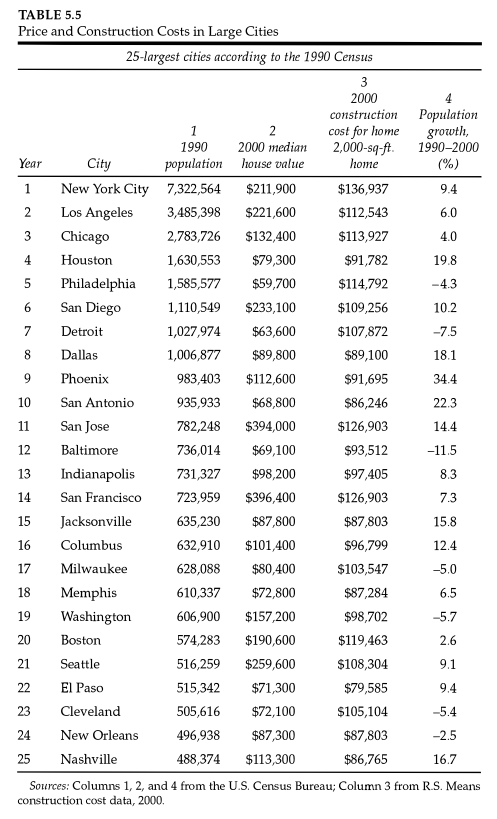 TABLE 5.5
Price and Construction Costs in Large Cities
25-largest cities according to the 1990 Census
3
2000 4
construction Population
1 2 cost for home growth,
1990 2000 median 2,000-sq-ft. 1990–2000
Year City population house value home (%)
1 New York City 7,322,564 $211,900 $136,937 9.4
2 Los Angeles 3,485,398 $221,600 $112,543 6.0
3 Chicago 2,783,726 $132,400 $113,927 4.0
4 Houston 1,630,553 $79,300 $91,782 19.8
5 Philadelphia 1,585,577 $59,700 $114,792 –4.3
6 San Diego 1,110,549 $233,100 $109,256 10.2
7 Detroit 1,027,974 $63,600 $107,872 –7.5
8 Dallas 1,006,877 $89,800 $89,100 18.1
9 Phoenix 983,403 $112,600 $91,695 34.4
10 San Antonio 935,933 $68,800 $86,246 22.3
11 San Jose 782,248 $394,000 $126,903 14.4
12 Baltimore 736,014 $69,100 $93,512 –11.5
13 Indianapolis 731,327 $98,200 $97,405 8.3
14 San Francisco 723,959 $396,400 $126,903 7.3
15 Jacksonville 635,230 $87,800 $87,803 15.8
16 Columbus 632,910 $101,400 $96,799 12.4
17 Milwaukee 628,088 $80,400 $103,547 –5.0
18 Memphis 610,337 $72,800 $87,284 6.5
19 Washington 606,900 $157,200 $98,702 –5.7
20 Boston 574,283 $190,600 $119,463 2.6
21 Seattle 516,259 $259,600 $108,304 9.1
22 El Paso 515,342 $71,300 $79,585 9.4
23 Cleveland 505,616 $72,100 $105,104 –5.4
24 New Orleans 496,938 $87,300 $87,803 –2.5
25 Nashville 488,374 $113,300 $86,765 16.7
Sources: Columns 1, 2, and 4 from the U.S. Census Bureau; Column 3 from R.S. Means
construction cost data, 2000.